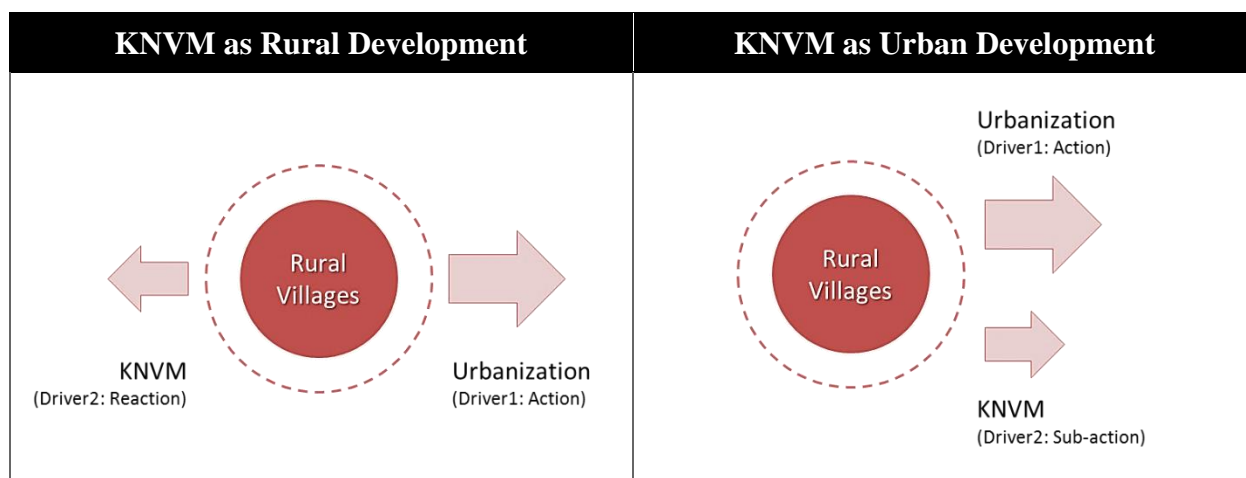 KNVM as Rural Development
KNVM as Urban Development
Rural
Villages
KNVM
(Driver2: Reaction)
Urbanization
(Driver1: Action)
Urbanization
(Driver1: Action)
Rural
Villages
KNVM
(Driver2: Sub-action)